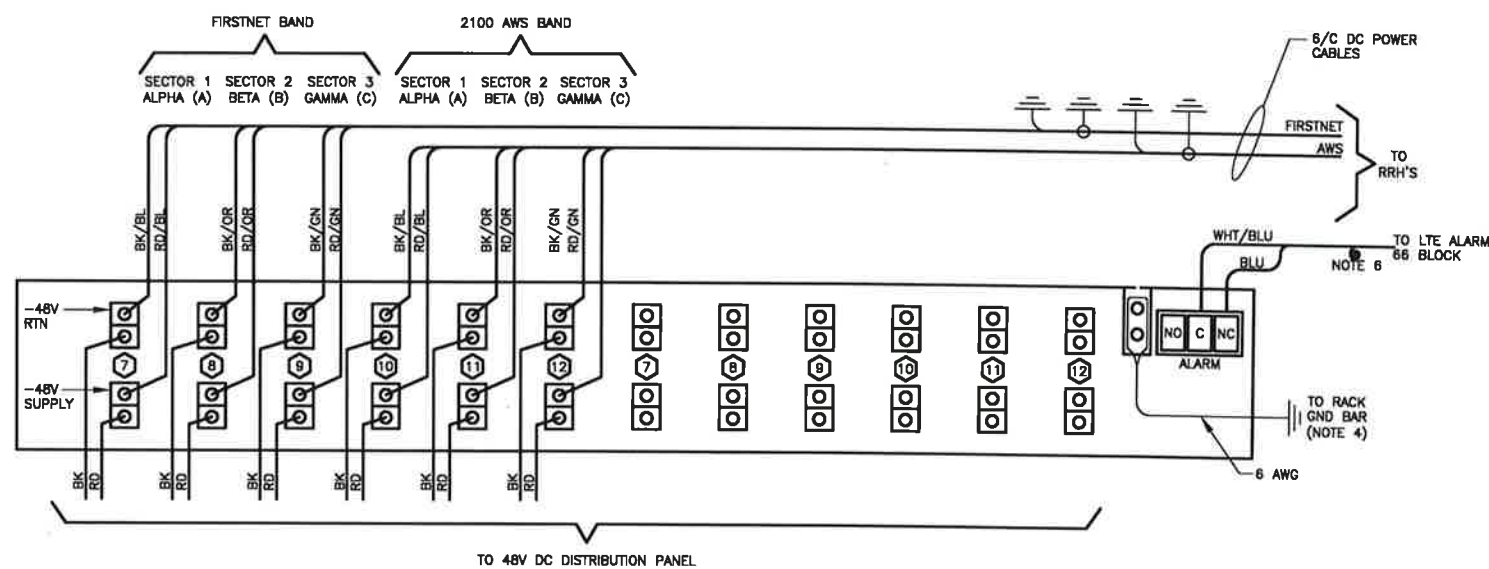 FIRSTNET BAND
2100 AWS BAND
SECTOR 1
ALPHA (A)
SECTOR 2
BETA (B)
SECTOR 3
GAMMA (C)
SECTOR 1
ALPHA (A)
SECTOR 2
BETA (B)
SECTOR 3
GAMMA (C)
6/C DC POWER
CABLES
FIRSTNET
AWS
TO
RRH'S
BK/BL
RD/BL
BK/OR
RD/OR
BK/GN
RD/GN
BK/BL
RD/BL
BK/OR
RD/OR
BK/GN
RD/GN
WHT/BLU
BLU
NOTE 6
TO LTE ALARM
66 BLOCK
-48V
RTN
-48V
SUPPLY
7
8
9
10
11
12
7
8
9
10
11
12
NO
C
NC
ALARM
TO RACK
GND BAR
(NOTE 4)
6 AWG
BK
RD
BK
RD
BK
RD
BK
RD
BK
RD
BK
RD
TO 48V DC DISTRIBUTION PANEL